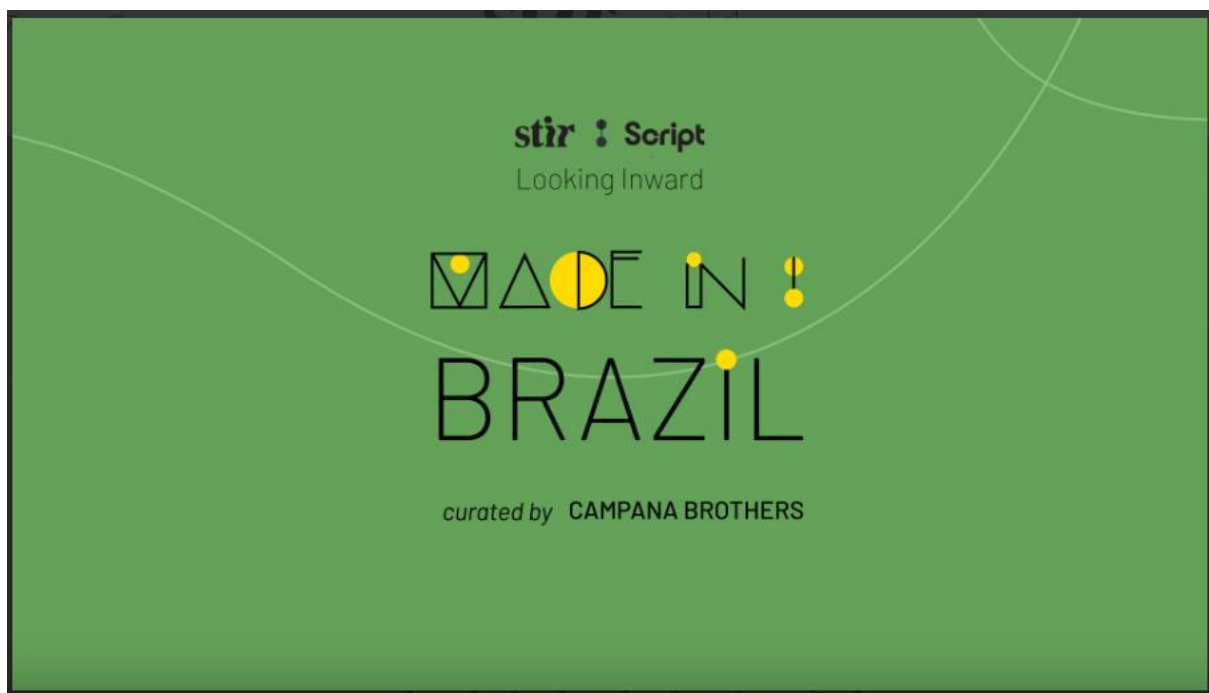 stir : Script
Looking Inward
MADE iN !
BRAZiL
curated by CAMPANA BROTHERS